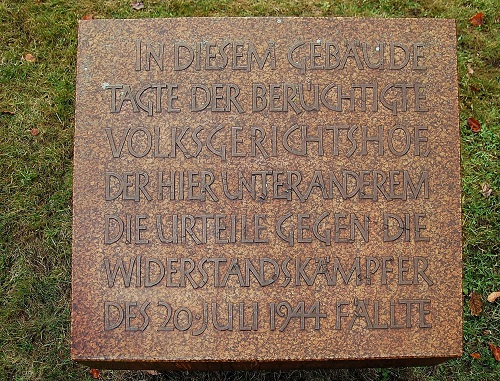 IN DIESEM GEBÄUDE
TAGTE DER BERÜCHTIGTE
VOLKSGERICHTSHOF,
DER HIER UNTER ANDEREM
DIE URTEILE GEGEN DIE
WIDERSTANDSKÄMPFER
DES 20 JULI 1944 FÄLLTE